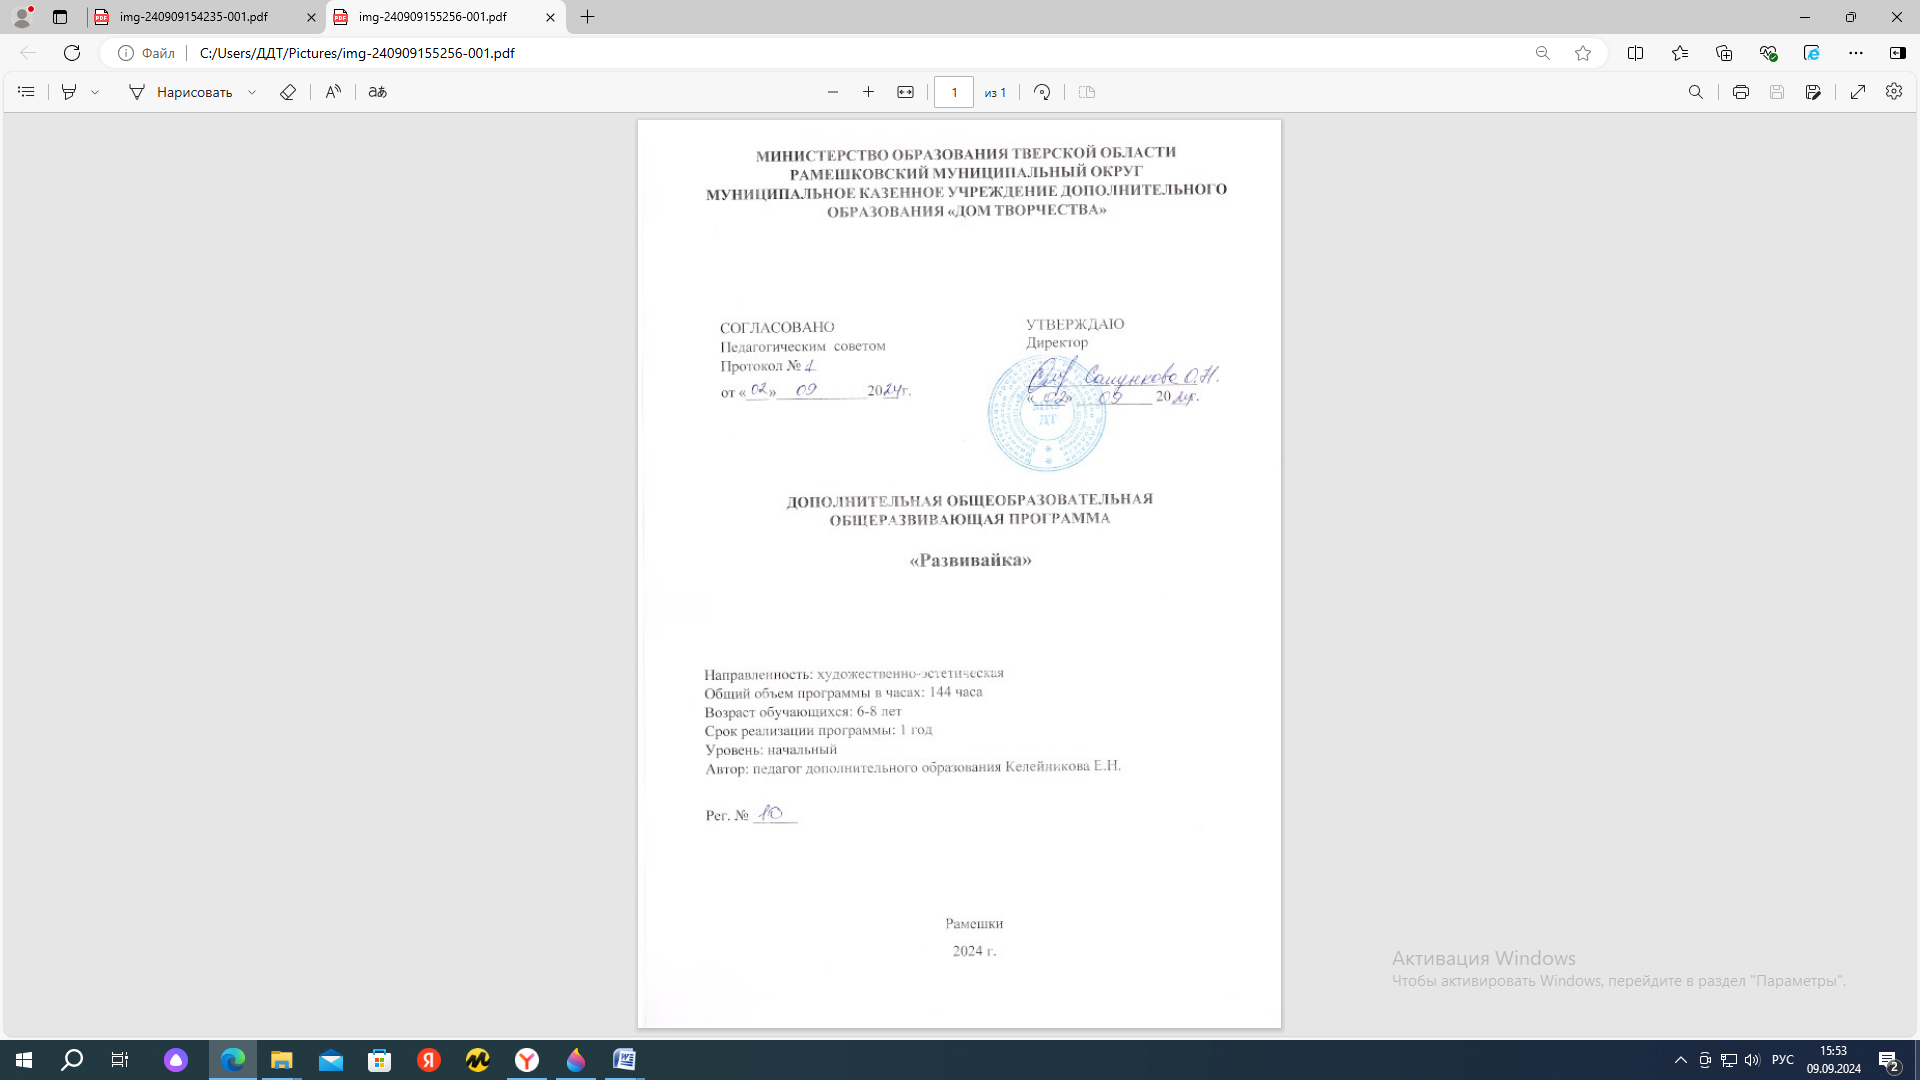 img-240909154235-001.pdf
img-240909155256-001.pdf
Файл
C:/Users/ДДТ/Pictures/img-240909155256-001.pdf
Нарисовать
1
из 1
МИНИСТЕРСТВО ОБРАЗОВАНИЯ ТВЕРСКОЙ ОБЛАСТИ
РАМЕШКОВСКИЙ МУНИЦИПАЛЬНЫЙ ОКРУГ
МУНИЦИПАЛЬНОЕ КАЗЕННОЕ УЧРЕЖДЕНИЕ ДОПОЛНИТЕЛЬНОГО
ОБРАЗОВАНИЯ «ДОМ ТВОРЧЕСТВА»
СОГЛАСОВАНО
Педагогическим советом
Протокол № 1
от «02» 09 2024г.
УТВЕРЖДАЮ
Директор
О.Н.
«02» 09 2024г.
ДТ
ДОПОЛНИТЕЛЬНАЯ ОБЩЕОБРАЗОВАТЕЛЬНАЯ
ОБЩЕРАЗВИВАЮЩАЯ ПРОГРАММА
«Развивайка»
Направленность: художественно-эстетическая
Общий объем программы в часах: 144 часа
Возраст обучающихся: 6-8 лет
Срок реализации программы: 1 год
Уровень: начальный
Автор: педагог дополнительного образования Келейникова Е.Н.
Рег. № 10
Рамешки
2024 г.
Активация Windows
Чтобы активировать Windows, перейдите в раздел "Параметры".
РУС
15:53
09.09.2024
2